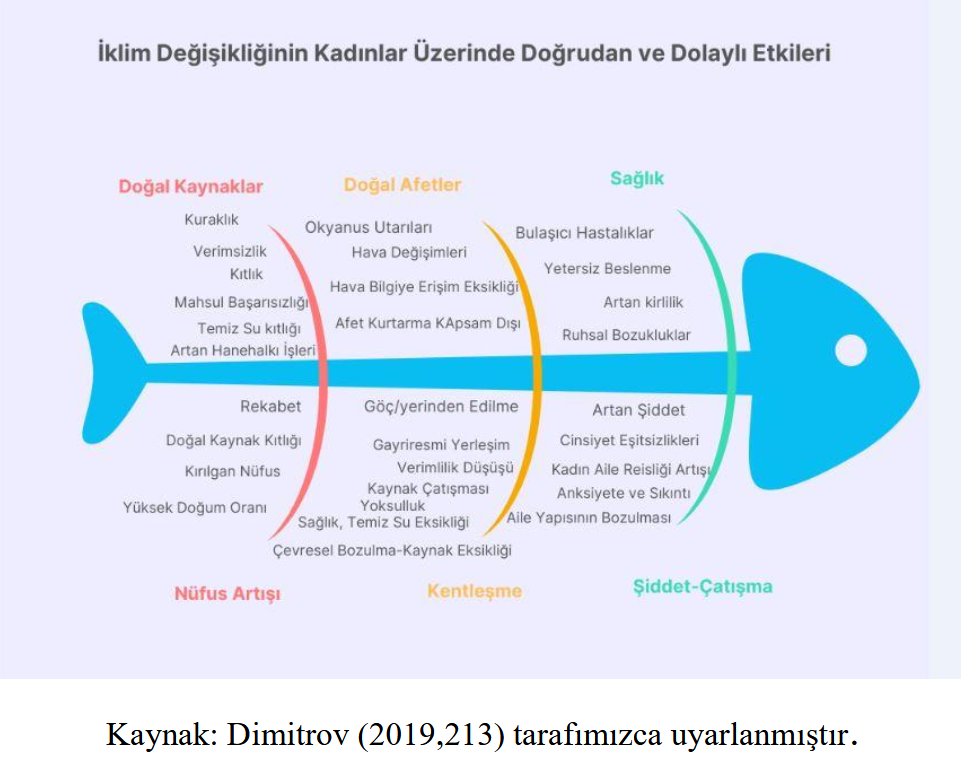 İklim Değişikliğinin Kadınlar Üzerinde Doğrudan ve Dolaylı Etkileri
Doğal Kaynaklar
Kuraklık
Verimsizlik
Kıtlık
Mahsul Başarısızlığı
Temiz Su kıtlığı
Artan Hanehalkı İşleri
Doğal Afetler
Okyanus Utarıları
Hava Değişimleri
Hava Bilgiye Erişim Eksikliği
Afet Kurtarma KApsam Dışı
Sağlık
Bulaşıcı Hastalıklar
Yetersiz Beslenme
Artan kirlilik
Ruhsal Bozukluklar
Rekabet
Doğal Kaynak Kıtlığı
Kırılgan Nüfus
Yüksek Doğum Oranı
Nüfus Artışı
Göç/yerinden Edilme
Gayriresmi Yerleşim
Verimlilik Düşüşü
Kaynak Çatışması
Yoksulluk
Sağlık, Temiz Su Eksikliği
Çevresel Bozulma-Kaynak Eksikliği
Kentleşme
Artan Şiddet
Cinsiyet Eşitsizlikleri
Kadın Aile Reisliği Artışı
Anksiyete ve Sıkıntı
Aile Yapısının Bozulması
Şiddet-Çatışma
Kaynak: Dimitrov (2019,213) tarafımızca uyarlanmıştır.